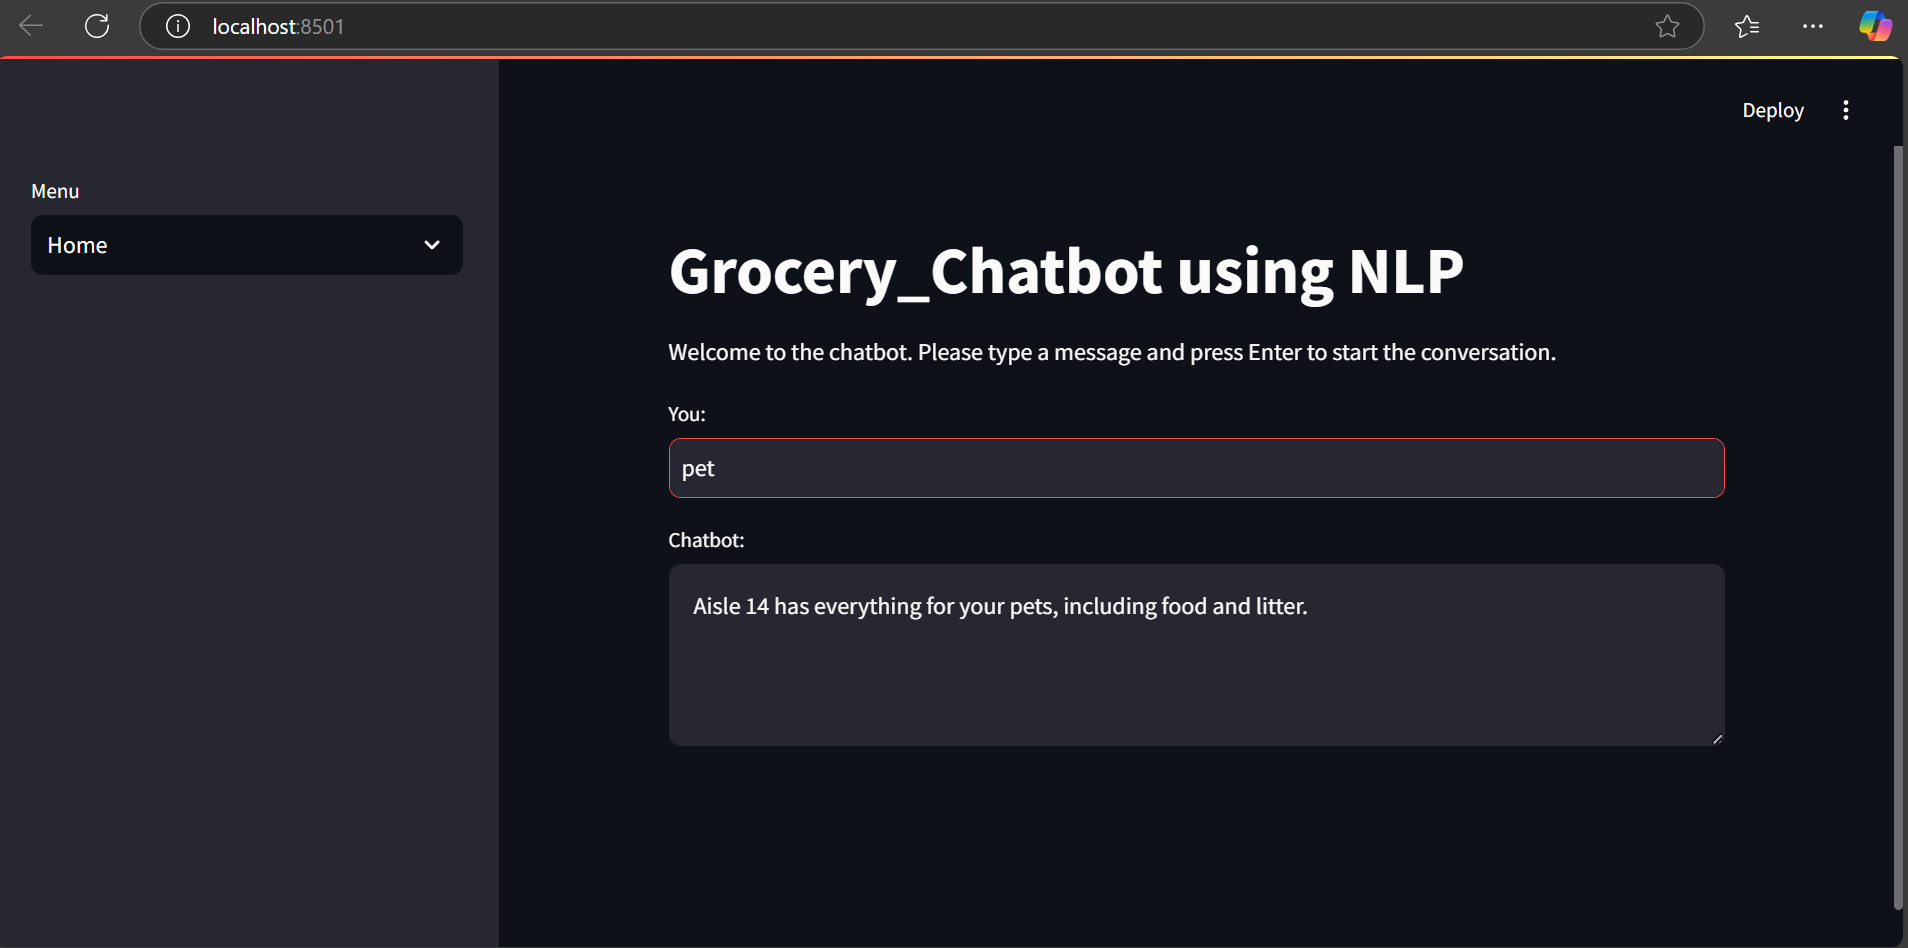 localhost:8501
Deploy
Menu
Home
Grocery_Chatbot using NLP
Welcome to the chatbot. Please type a message and press Enter to start the conversation.
You:
pet
Chatbot:
Aisle 14 has everything for your pets, including food and litter.